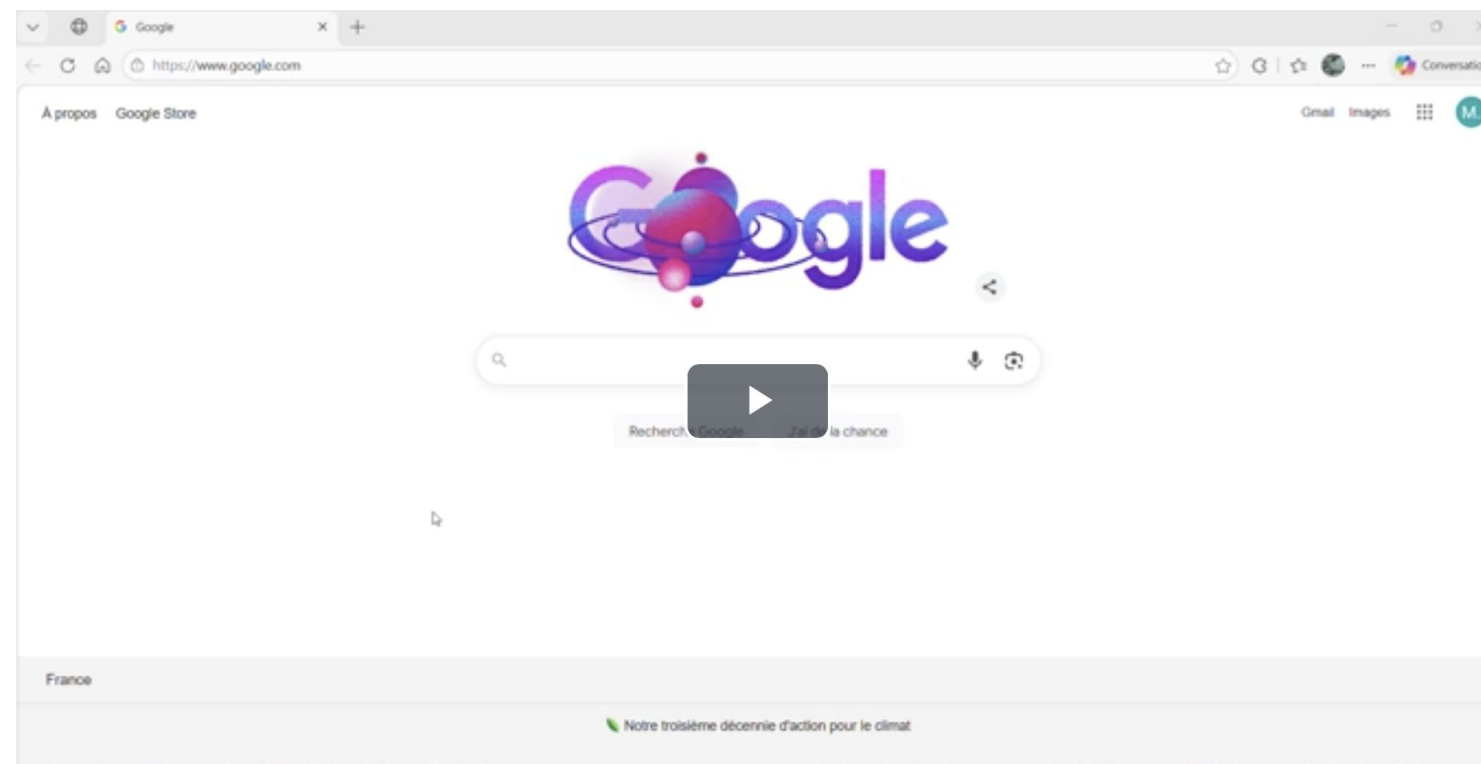 Google
https://www.google.com
Conversatio
À propos Google Store
Gmail Images
M.
Google
Recherche Google J'ai de la chance
France
Notre troisième décennie d'action pour le climat